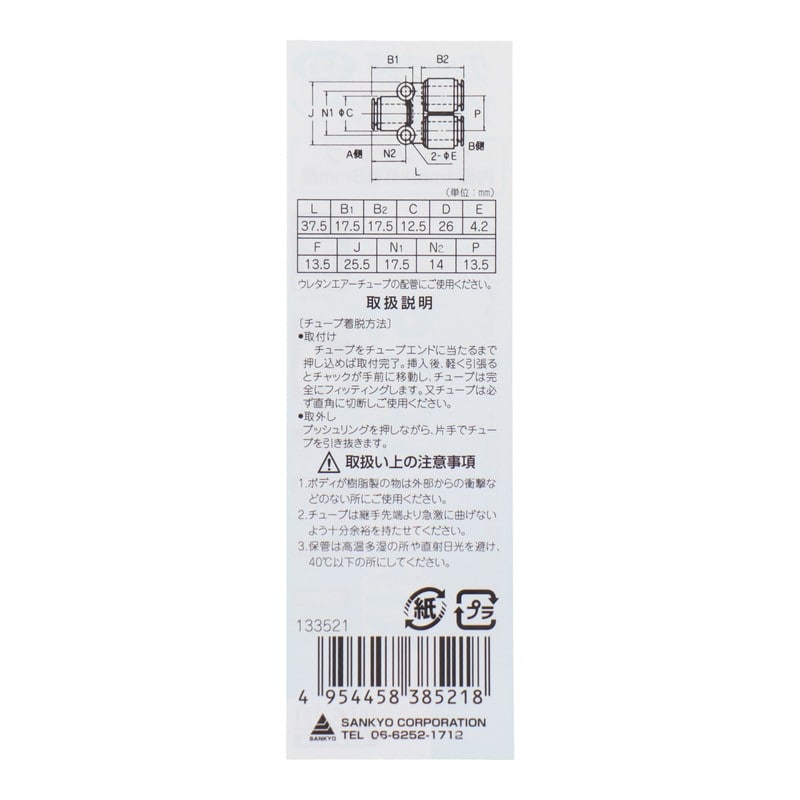 B1 B2
J N1 ΦC P
A側 N2 2-ΦE B側
L
(単位:mm)
L B1 B2 C D E
37.5 17.5 17.5 12.5 26 4.2
F J N1 N2 P
13.5 25.5 17.5 14 13.5
ウレタンエアーチューブの配管にご使用ください。
取扱説明
〔チューブ着脱方法〕
●取付け
チューブをチューブエンドに当たるまで
押し込めば取付完了。挿入後、軽く引張る
とチャックが手前に移動し、チューブは完
全にフィッティングします。又チューブは必
ず直角に切断しご使用ください。
●取外し
プッシュリングを押しながら、片手でチュー
ブを引き抜きます。
取扱い上の注意事項
1.ボディが樹脂製の物は外部からの衝撃な
どのない所にご使用ください。
2.チューブは継手先端より急激に曲げない
よう十分余裕を持たせてください。
3.保管は高温多湿の所や直射日光を避け、
40℃以下の所にしてください。
紙 プラ
133521
4 954458 385218
SANKYO SANKYO CORPORATION
TEL 06-6252-1712